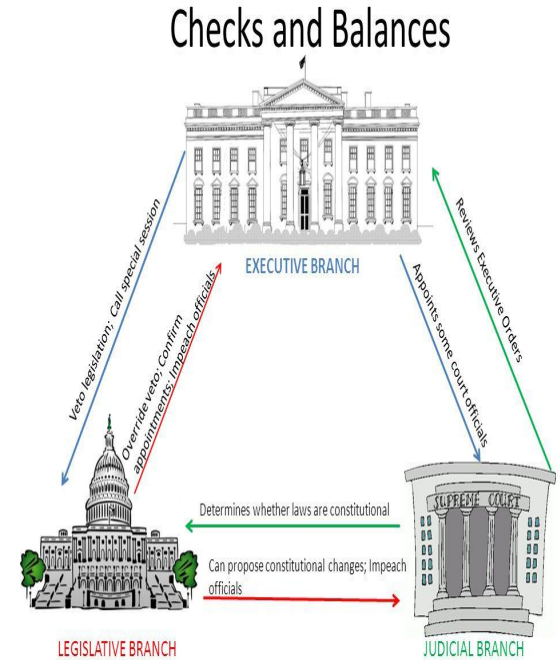 Checks and Balances
EXECUTIVE BRANCH
Veto legislation; Call special session
Override veto; Confirm
appointments; Impeach officials
Appoints some court officials
Reviews Executive Orders
SUPREME COURT
Determines whether laws are constitutional
Can propose constitutional changes; Impeach
officials
LEGISLATIVE BRANCH
JUDICIAL BRANCH